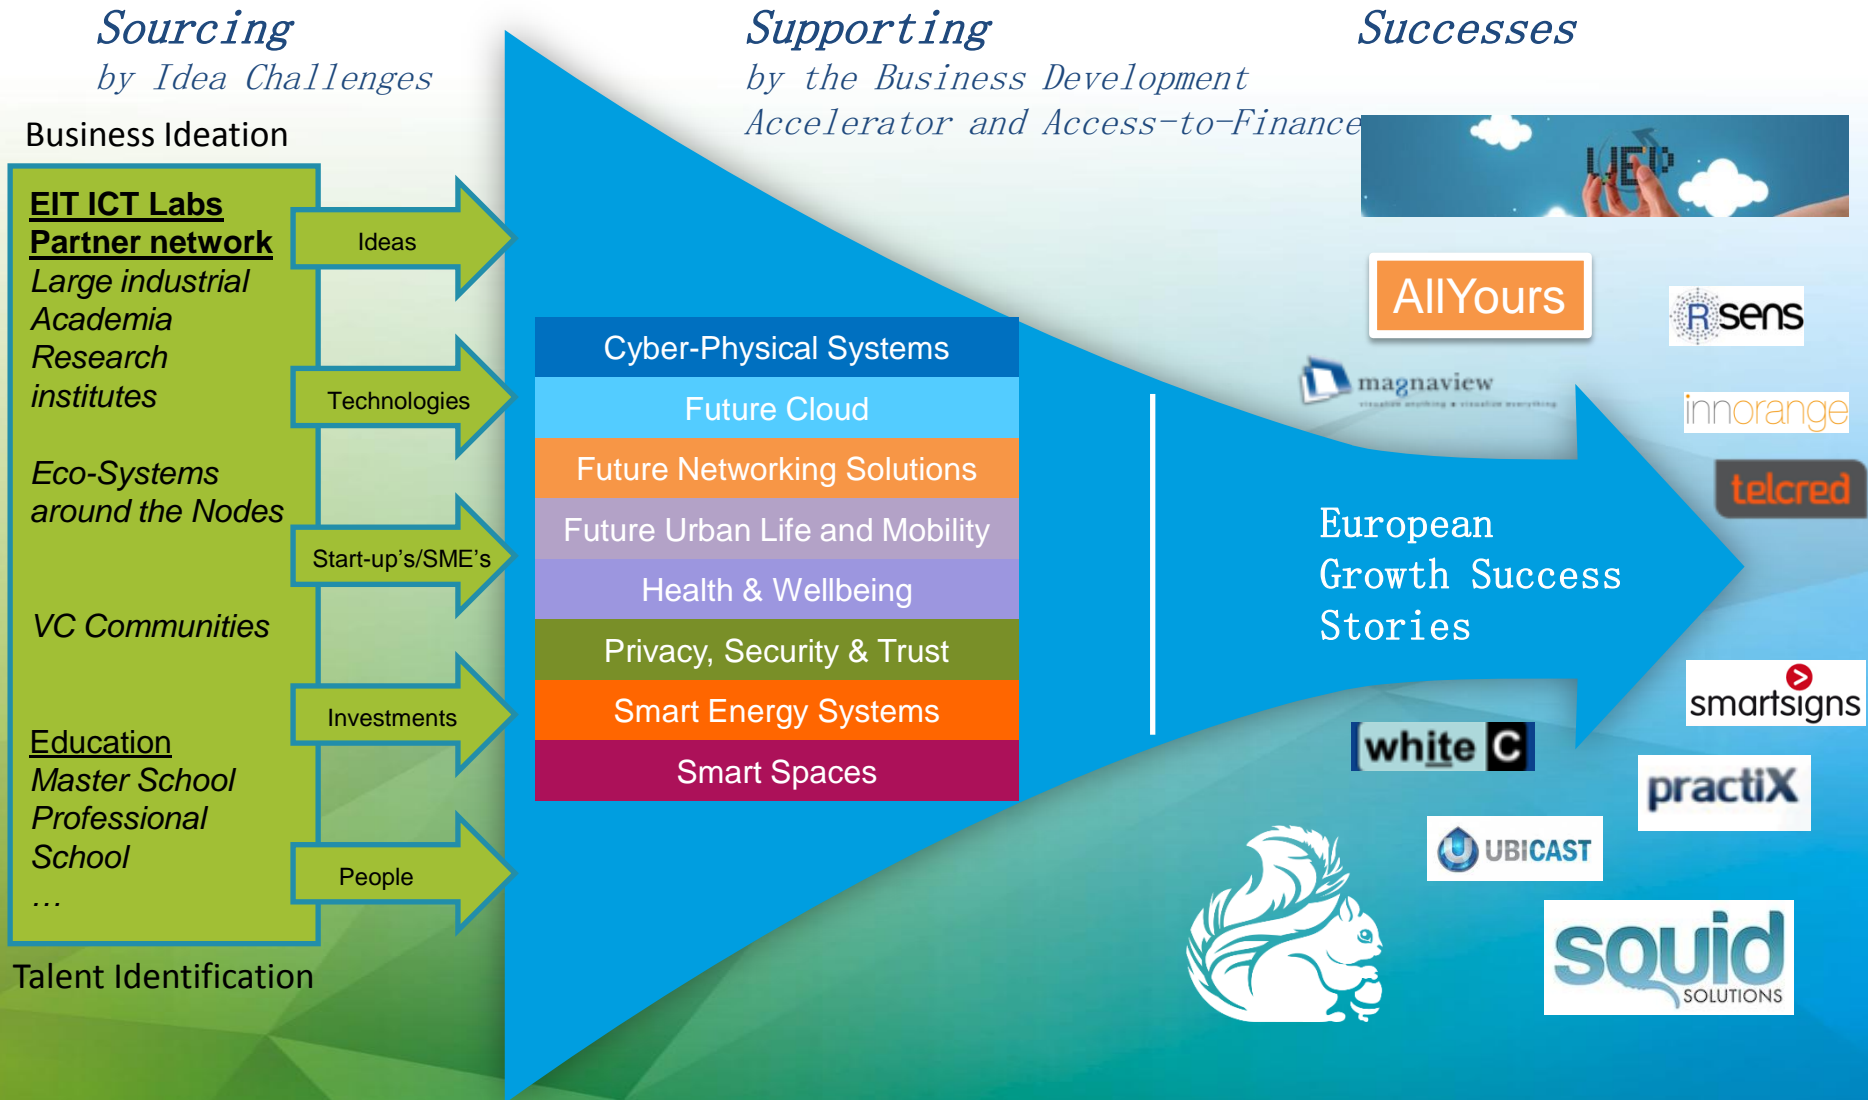 Sourcing
by Idea Challenges
Supporting
by the Business Development
Accelerator and Access-to-Finance
Successes
Business Ideation
EIT ICT Labs
Partner network
Large industrial
Academia
Research
institutes
Eco-Systems
around the Nodes
VC Communities
Education
Master School
Professional
School
…
Talent Identification
Ideas
Technologies
Start-up's/SME's
Investments
People
Cyber-Physical Systems
Future Cloud
Future Networking Solutions
Future Urban Life and Mobility
Health & Wellbeing
Privacy, Security & Trust
Smart Energy Systems
Smart Spaces
European
Growth Success
Stories
AllYours
Rsens
magnaview
visualize anything visualize everything
innorange
telcred
smartsigns
white C
practiX
UBICAST
squid
SOLUTIONS